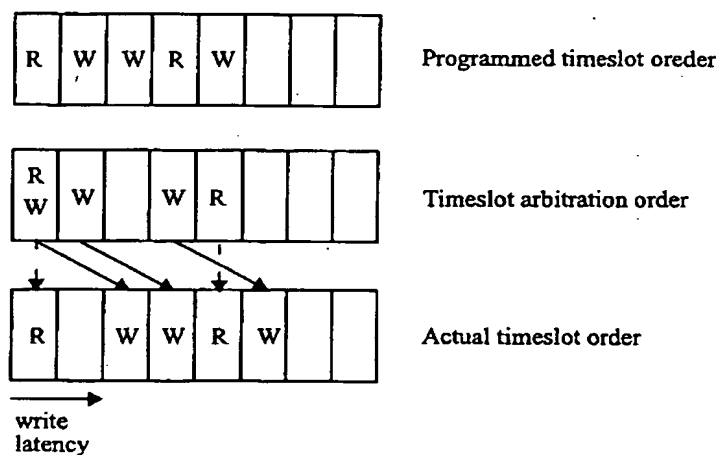 R W W R W Programmed timeslot oreder
R
W W W R Timeslot arbitration order
R W W R W Actual timeslot order
write
latency